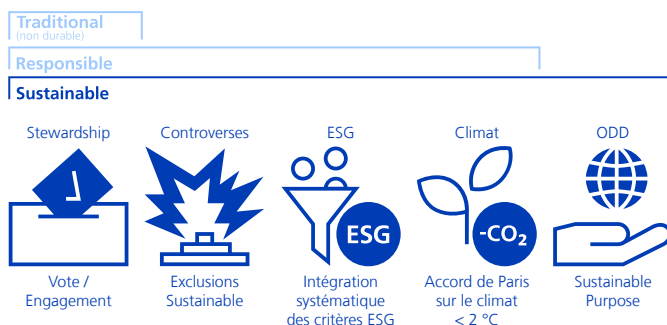 Traditional
(non durable)
Responsible
Sustainable
Stewardship
Controverses
ESG
Climat
ODD
ESG
-CO₂
Vote /
Engagement
Exclusions
Sustainable
Intégration
systématique
des critères ESG
Accord de Paris
sur le climat
< 2 °C
Sustainable
Purpose